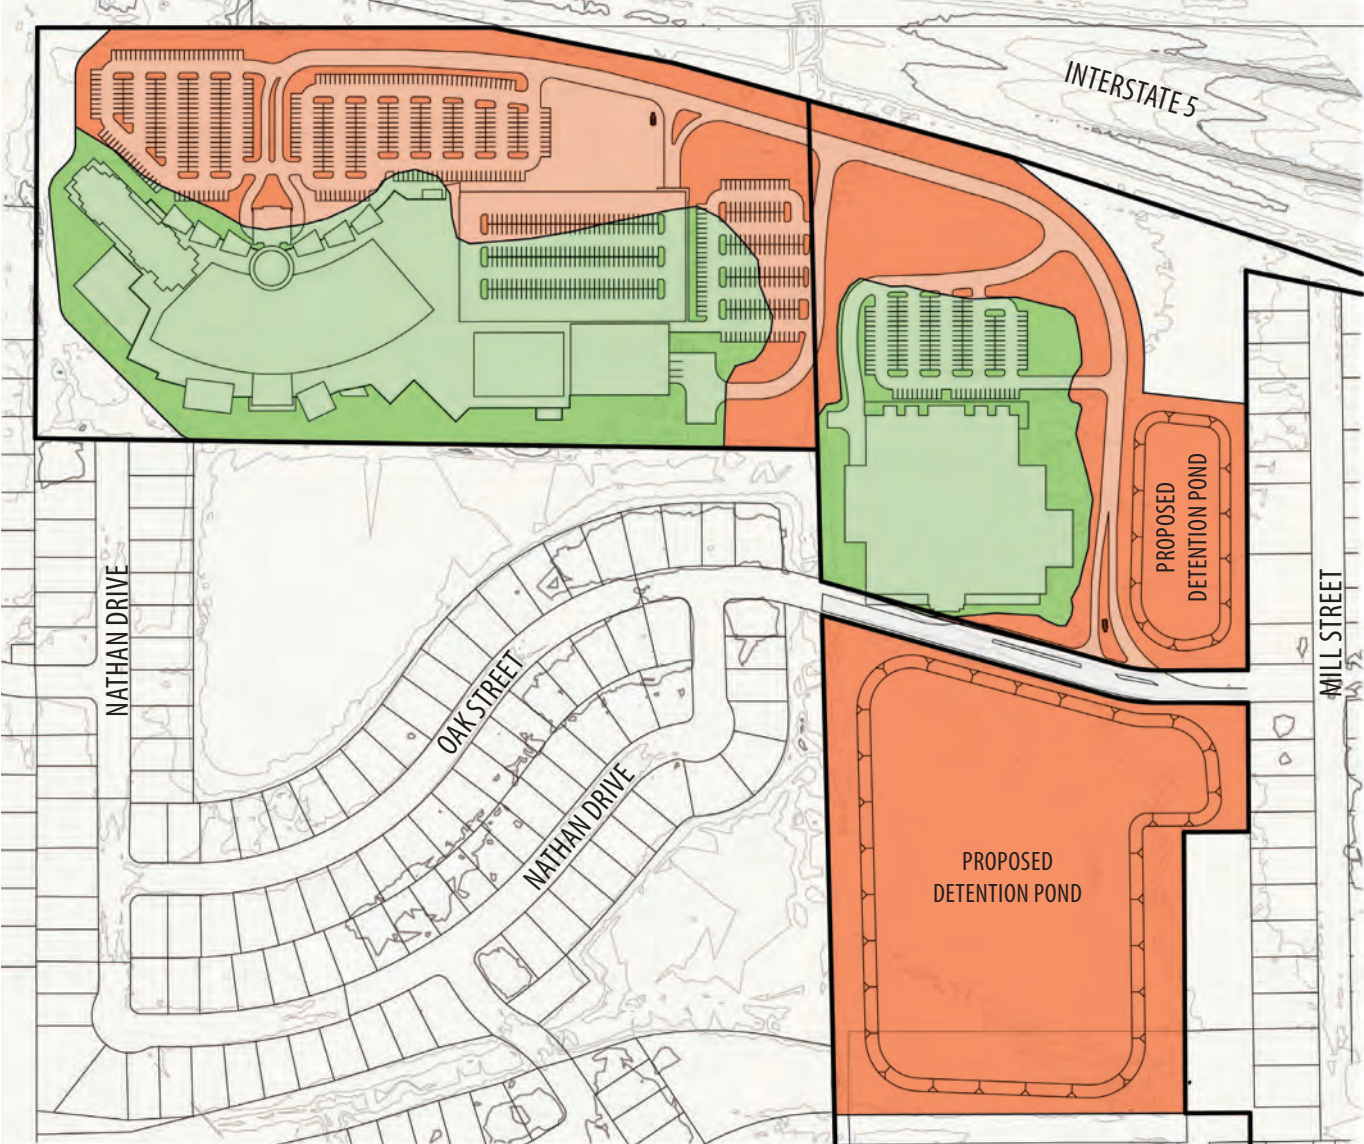 INTERSTATE 5
PROPOSED
DETENTION POND
NATHAN DRIVE
MILL STREET
OAK STREET
NATHAN DRIVE
PROPOSED
DETENTION POND